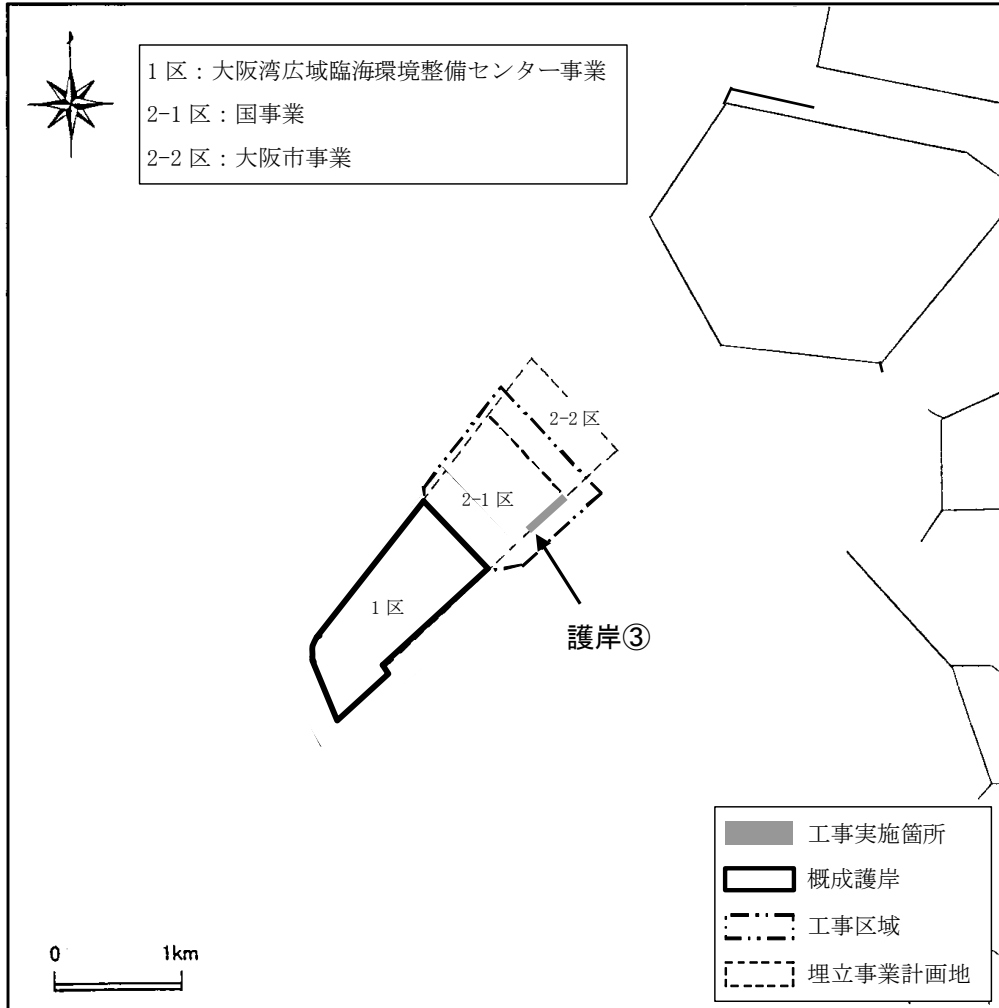 1 区：大阪湾広域臨海環境整備センター事業
2-1 区：国事業
2-2 区：大阪市事業
2-2 区
2-1 区
1 区
護岸③
工事実施箇所
概成護岸
工事区域
埋立事業計画地
0 1km